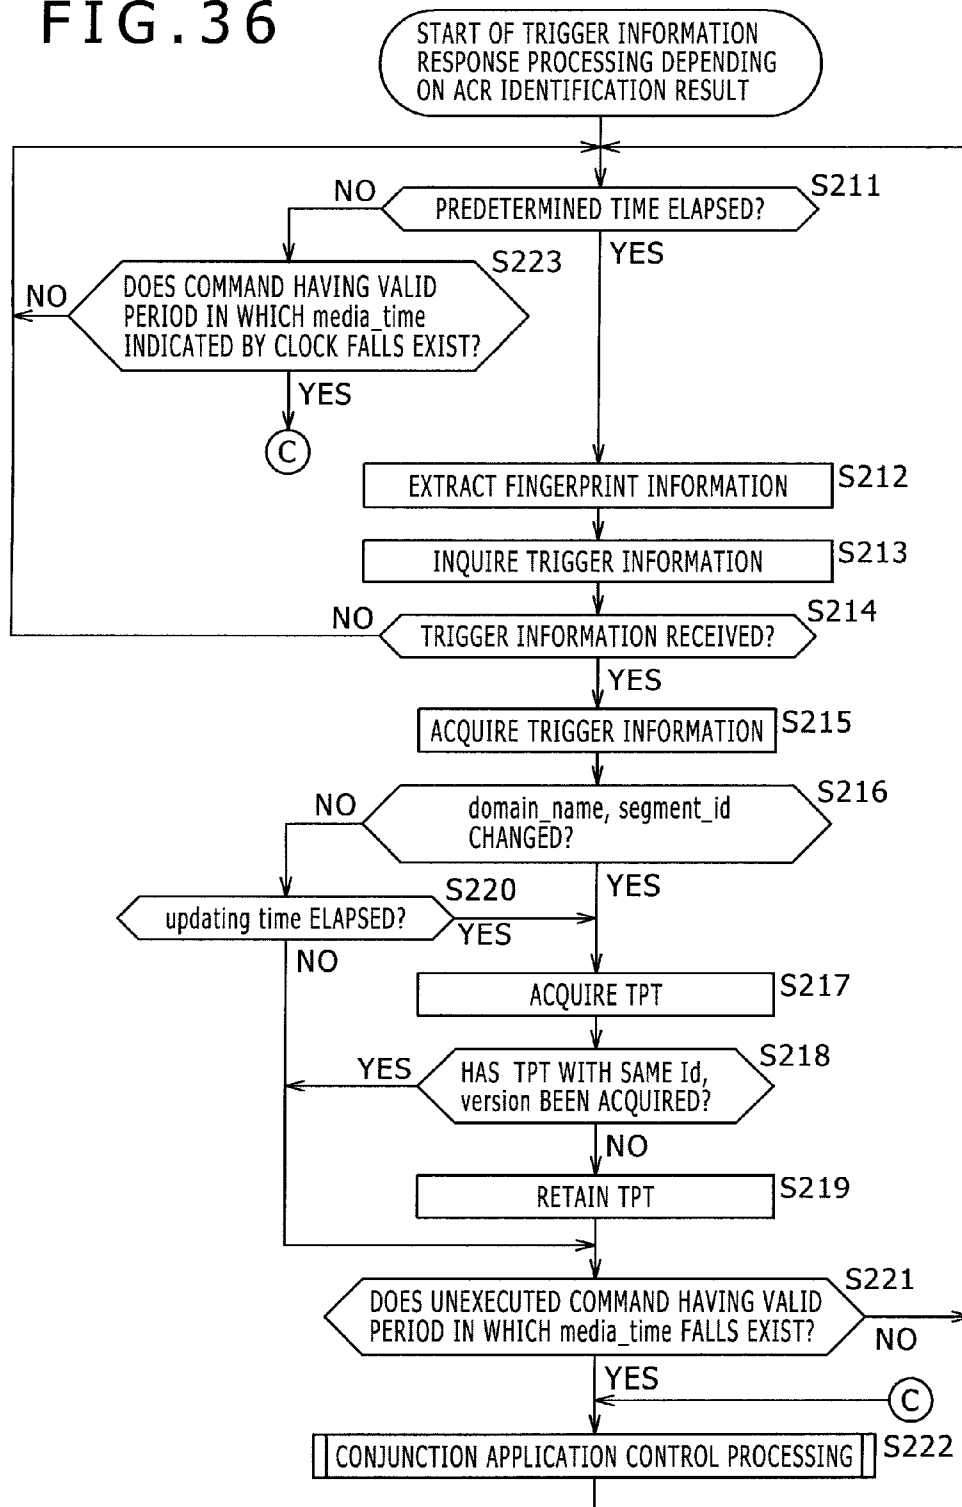 FIG.36
START OF TRIGGER INFORMATION
RESPONSE PROCESSING DEPENDING
ON ACR IDENTIFICATION RESULT
S211
NO
PREDETERMINED TIME ELAPSED?
YES
S223
NO
DOES COMMAND HAVING VALID
PERIOD IN WHICH media_time
INDICATED BY CLOCK FALLS EXIST?
YES
C
S212
EXTRACT FINGERPRINT INFORMATION
S213
INQUIRE TRIGGER INFORMATION
S214
NO
TRIGGER INFORMATION RECEIVED?
YES
S215
ACQUIRE TRIGGER INFORMATION
S216
NO
domain_name, segment_id
CHANGED?
YES
S220
updating time ELAPSED?
YES
NO
S217
ACQUIRE TPT
S218
YES
HAS TPT WITH SAME Id,
version BEEN ACQUIRED?
NO
S219
RETAIN TPT
S221
DOES UNEXECUTED COMMAND HAVING VALID
PERIOD IN WHICH media_time FALLS EXIST?
NO
YES
C
S222
CONJUNCTION APPLICATION CONTROL PROCESSING